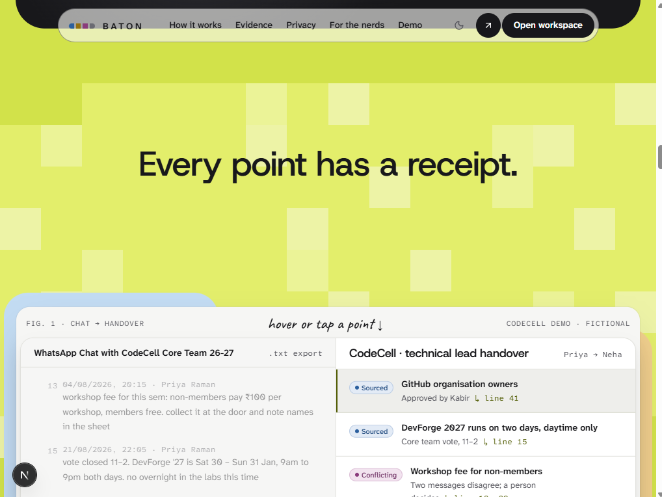 BATON
How it works Evidence Privacy For the nerds Demo Open workspace
Every point has a receipt.
FIG. 1 · CHAT → HANDOVER
hover or tap a point ↓
CODECELL DEMO · FICTIONAL
WhatsApp Chat with CodeCell Core Team 26-27 .txt export
13 04/08/2026, 20:15 · Priya Raman
workshop fee for this sem: non-members pay ₹100 per
workshop, members free. collect it at the door and note names
in the sheet
15 21/08/2026, 22:05 · Priya Raman
vote closed 11–2. DevForge '27 is Sat 30 – Sun 31 Jan, 9am to
9pm both days. no overnight in the labs this time
CodeCell · technical lead handover Priya → Neha
Sourced GitHub organisation owners
Approved by Kabir ↳ line 41
Sourced DevForge 2027 runs on two days, daytime only
Core team vote, 11–2 ↳ line 15
Conflicting Workshop fee for non-members
Two messages disagree; a person
N